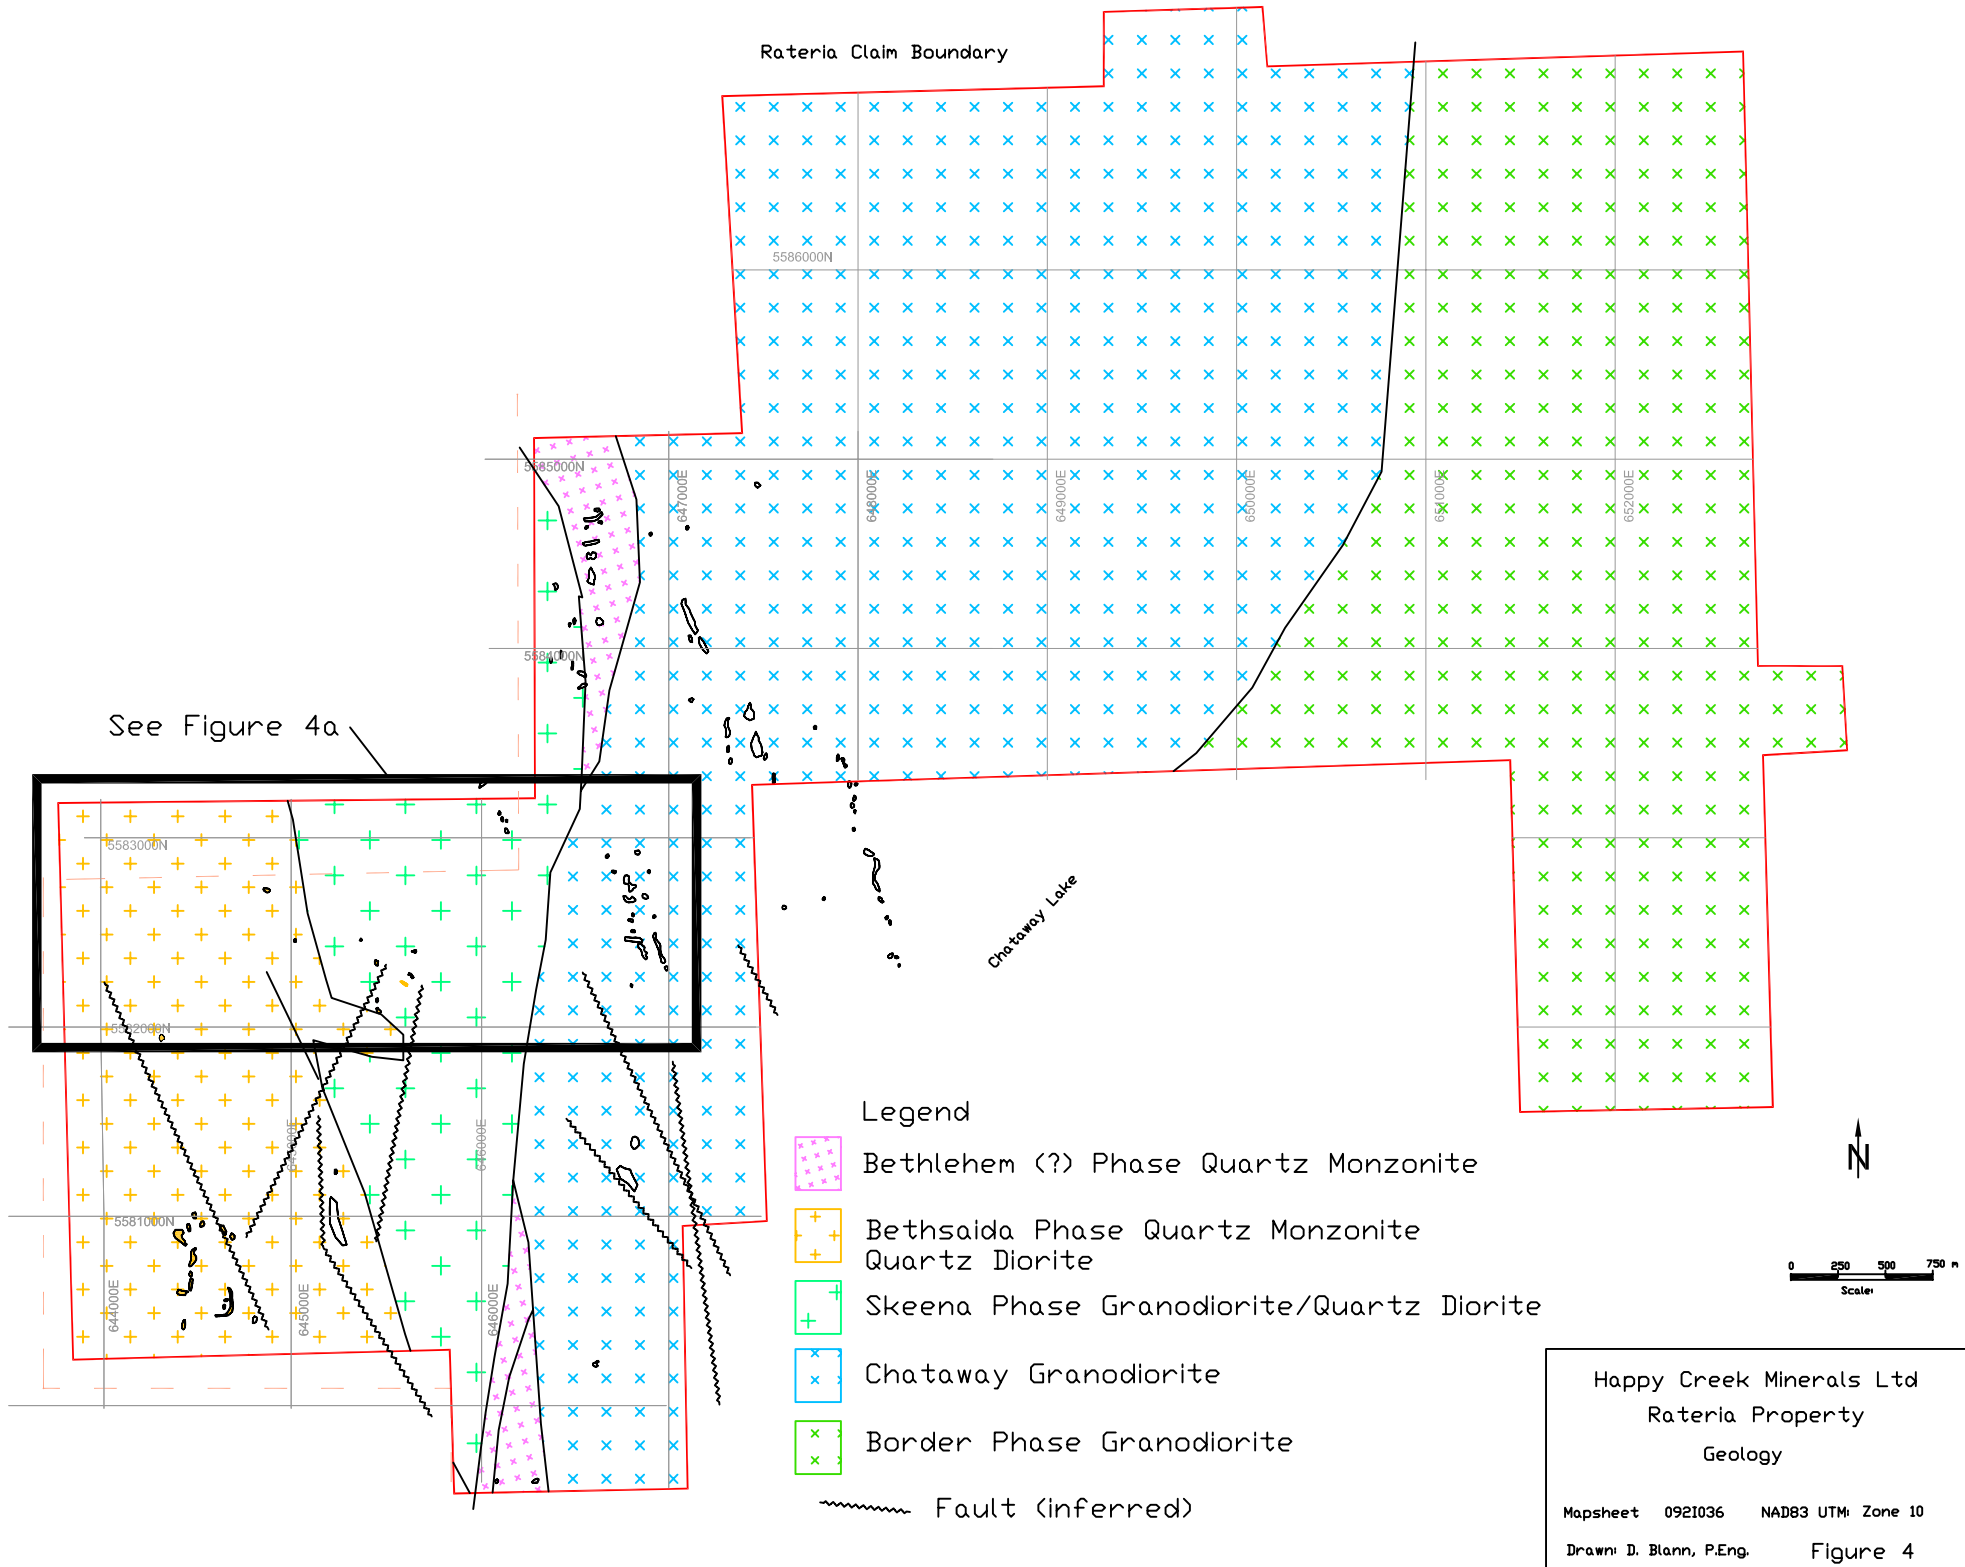 Rateria Claim Boundary
5586000N
5585000N
647000E
648000E
649000E
650000E
651000E
652000E
5584000N
See Figure 4a
5583000N
Chataway Lake
5582000N
645000E
646000E
5581000N
644000E
645000E
646000E
Legend
Bethlehem (?) Phase Quartz Monzonite
Bethsaida Phase Quartz Monzonite
Quartz Diorite
Skeena Phase Granodiorite/Quartz Diorite
Chataway Granodiorite
Border Phase Granodiorite
Fault (inferred)
N
0 250 500 750 m
Scale:
Happy Creek Minerals Ltd
Rateria Property
Geology
Mapsheet 092I036 NAD83 UTM: Zone 10
Drawn: D. Blann, P.Eng. Figure 4